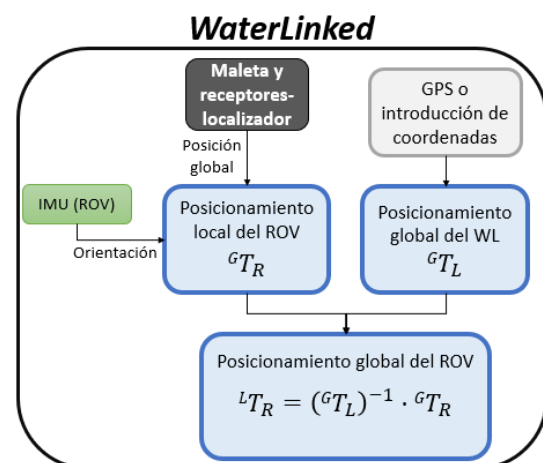 WaterLinked
Maleta y
receptores-
localizador
GPS o
introducción de
coordenadas
Posición
global
IMU (ROV)
Orientación
Posicionamiento
local del ROV
ᴳT_R
Posicionamiento
global del WL
ᴳT_L
Posicionamiento global del ROV
ᴸT_R = (ᴳT_L)⁻¹ · ᴳT_R